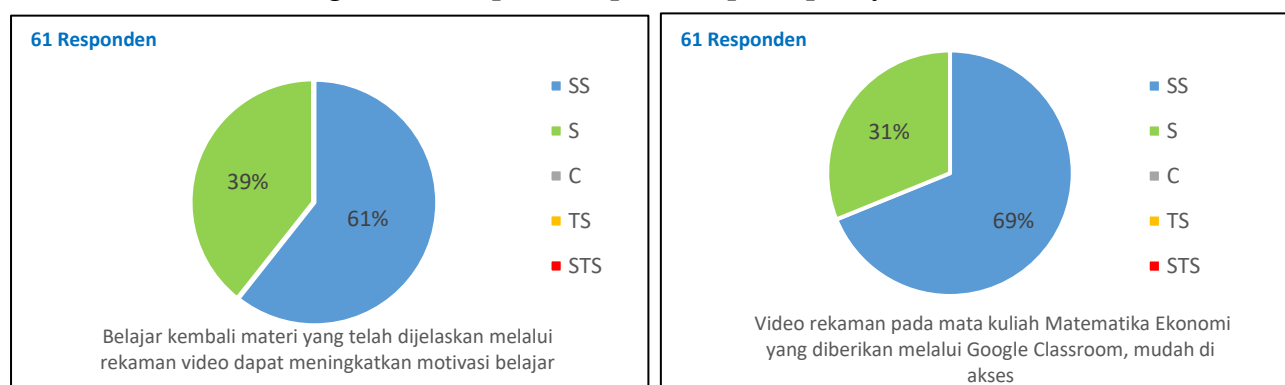 61 Responden
39%
61%
SS
S
C
TS
STS
Belajar kembali materi yang telah dijelaskan melalui
rekaman video dapat meningkatkan motivasi belajar
61 Responden
31%
69%
SS
S
C
TS
STS
Video rekaman pada mata kuliah Matematika Ekonomi
yang diberikan melalui Google Classroom, mudah di
akses